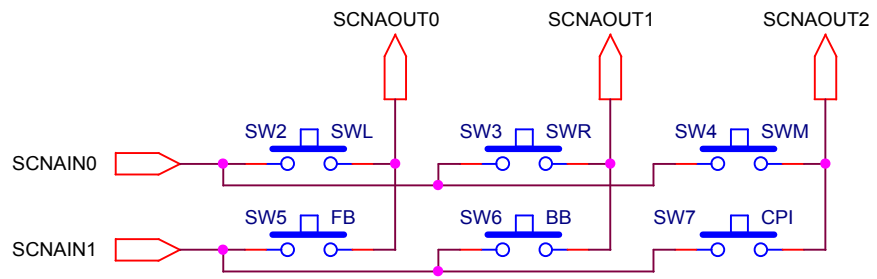 SCNAOUT0 SCNAOUT1 SCNAOUT2
SW2 SWL SW3 SWR SW4 SWM
SCNAIN0
SW5 FB SW6 BB SW7 CPI
SCNAIN1